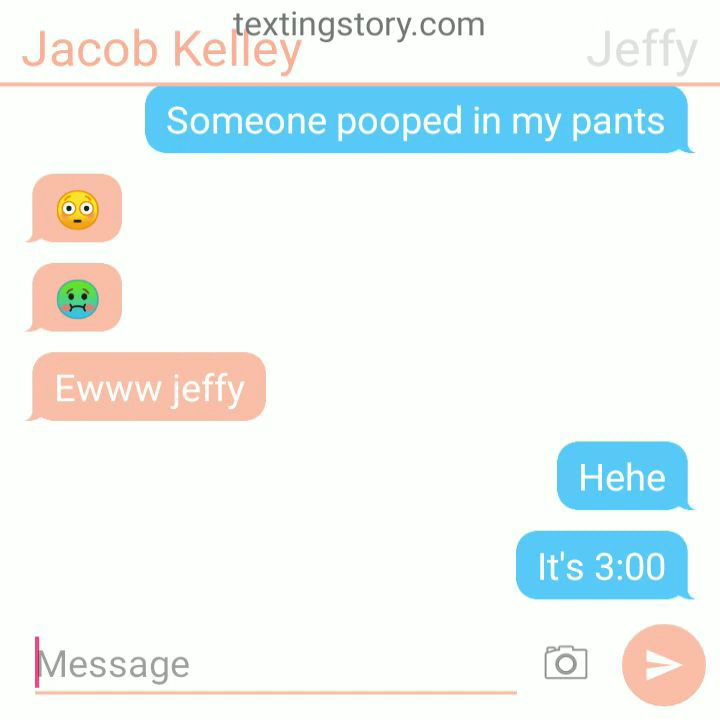 textingstory.com
Jacob Kelley
Jeffy
Someone pooped in my pants
😳
🤢
Ewww jeffy
Hehe
It's 3:00
Message